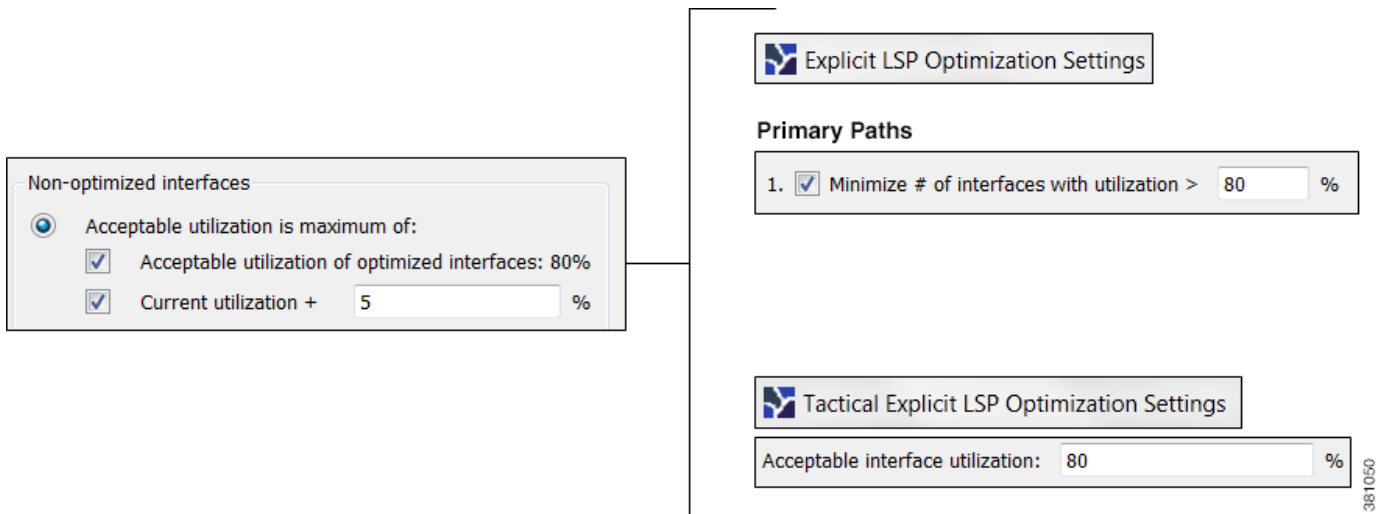 Non-optimized interfaces
Acceptable utilization is maximum of:
Acceptable utilization of optimized interfaces: 80%
Current utilization + 5 %
Explicit LSP Optimization Settings
Primary Paths
1. Minimize # of interfaces with utilization > 80 %
Tactical Explicit LSP Optimization Settings
Acceptable interface utilization: 80 %
381050